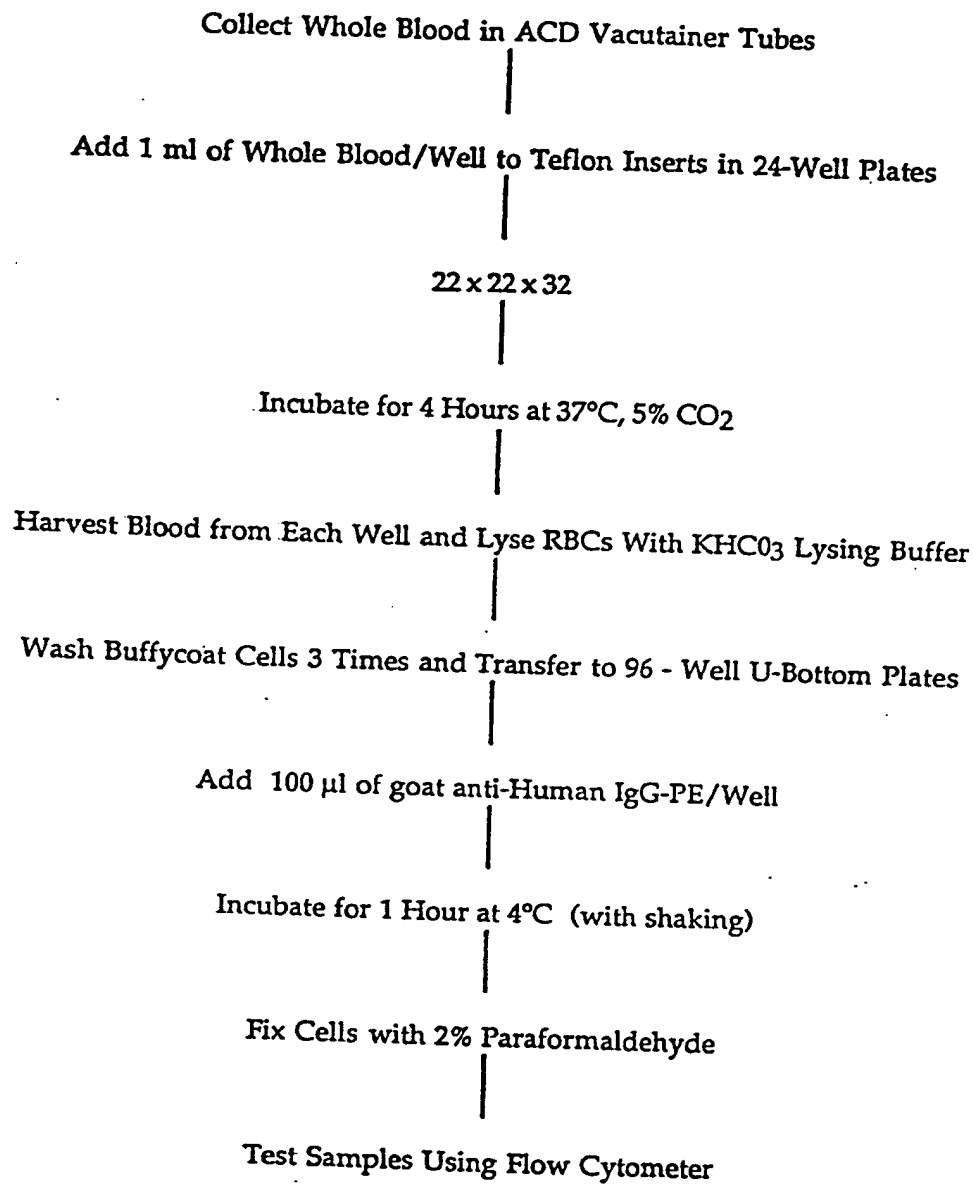 Collect Whole Blood in ACD Vacutainer Tubes
Add 1 ml of Whole Blood/Well to Teflon Inserts in 24-Well Plates
22 x 22 x 32
Incubate for 4 Hours at 37°C, 5% CO2
Harvest Blood from Each Well and Lyse RBCs With KHC03 Lysing Buffer
Wash Buffycoat Cells 3 Times and Transfer to 96 - Well U-Bottom Plates
Add 100 µl of goat anti-Human IgG-PE/Well
Incubate for 1 Hour at 4°C (with shaking)
Fix Cells with 2% Paraformaldehyde
Test Samples Using Flow Cytometer